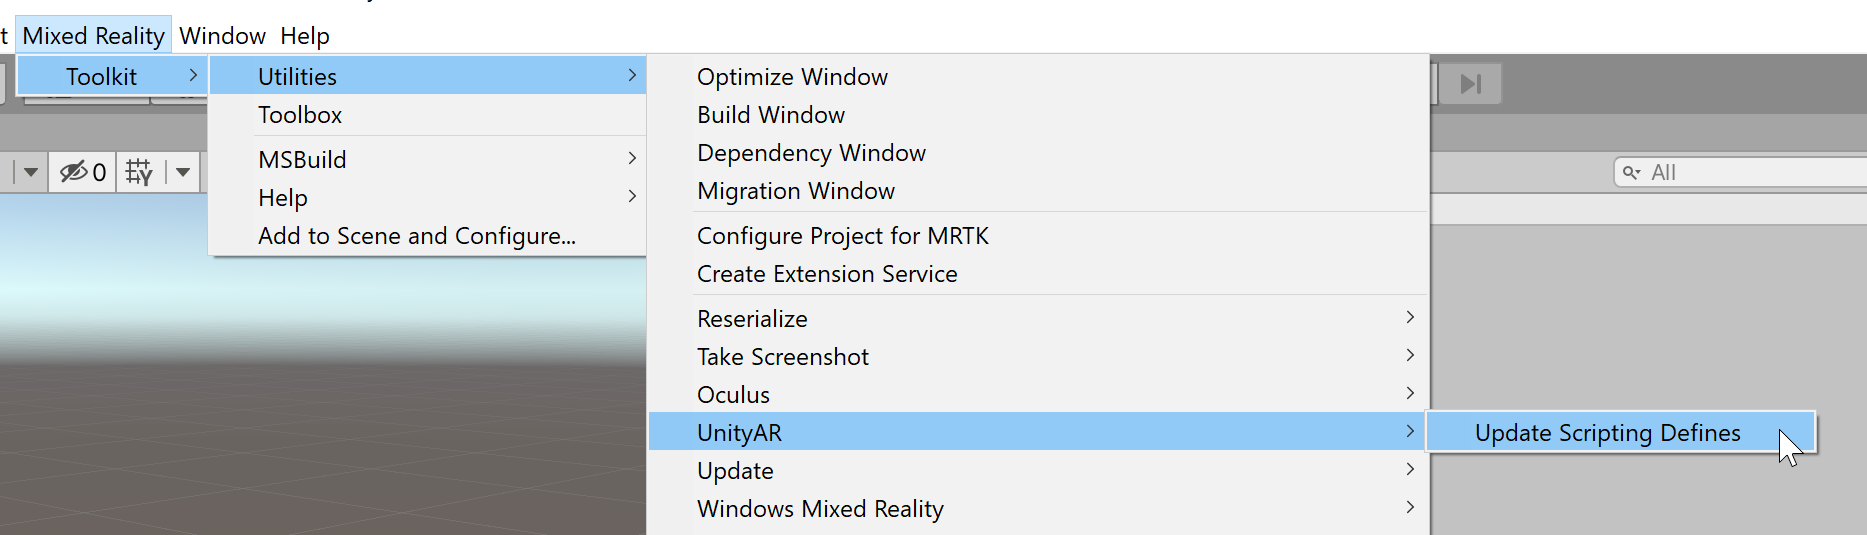 t Mixed Reality Window Help
Toolkit
Utilities
Toolbox
MSBuild
Help
Add to Scene and Configure...
Optimize Window
Build Window
Dependency Window
Migration Window
Configure Project for MRTK
Create Extension Service
Reserialize
Take Screenshot
Oculus
UnityAR
Update
Windows Mixed Reality
Update Scripting Defines
0
Y
All